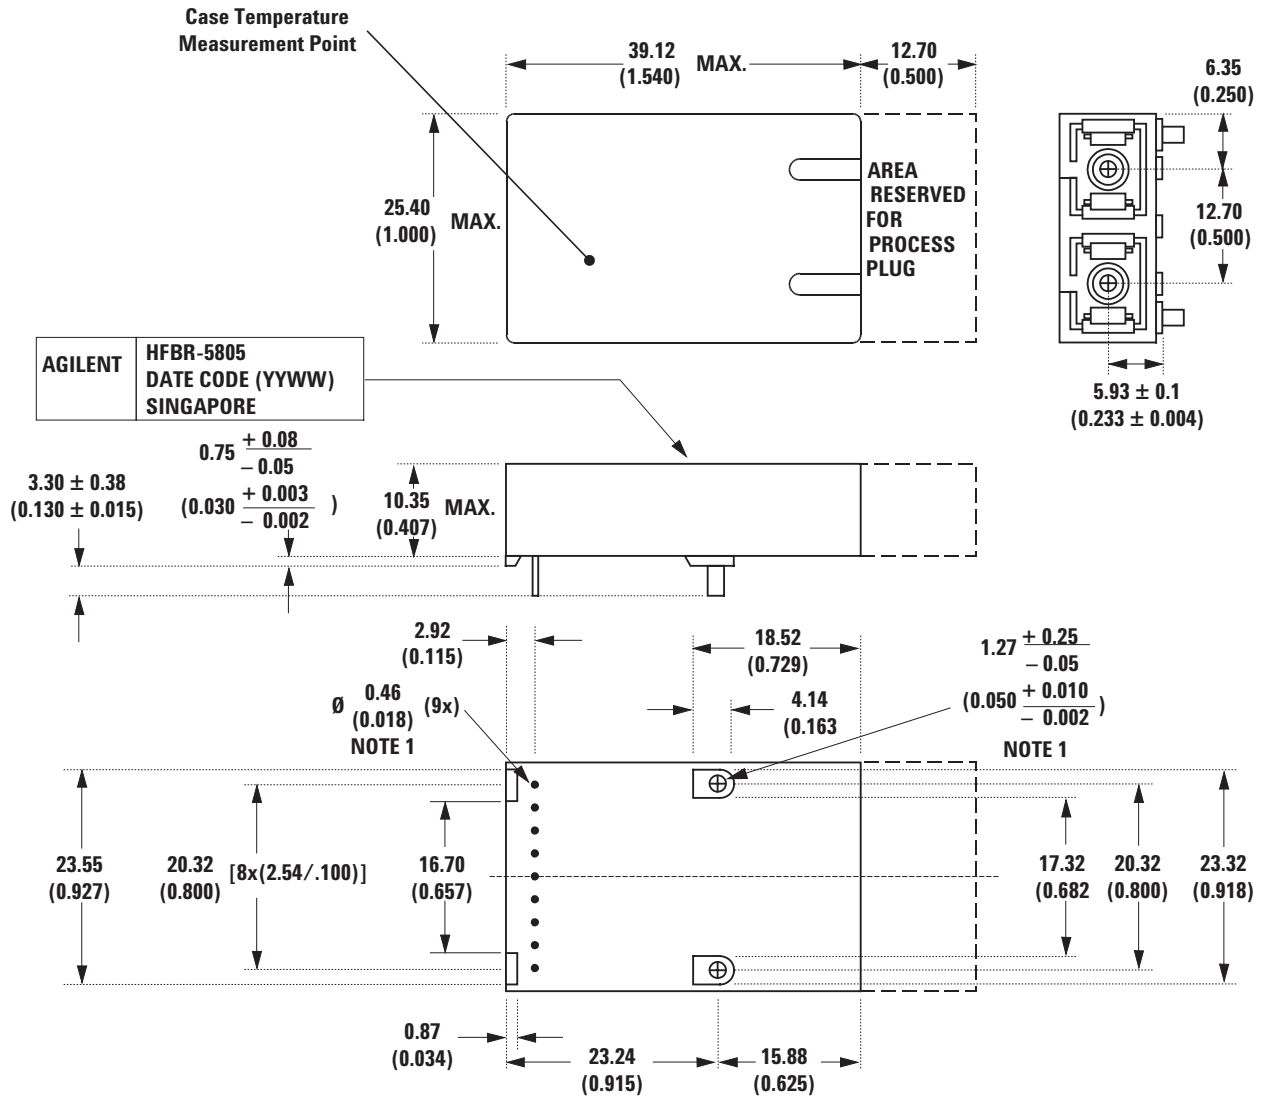 Case Temperature
Measurement Point
39.12
(1.540)
MAX.
12.70
(0.500)
6.35
(0.250)
25.40
(1.000)
MAX.
AREA
RESERVED
FOR
PROCESS
PLUG
12.70
(0.500)
5.93 ± 0.1
(0.233 ± 0.004)
AGILENT
HFBR-5805
DATE CODE (YYWW)
SINGAPORE
0.75 + 0.08
– 0.05
(0.030 + 0.003
– 0.002 )
3.30 ± 0.38
(0.130 ± 0.015)
10.35
(0.407)
MAX.
2.92
(0.115)
18.52
(0.729)
1.27 + 0.25
– 0.05
(0.050 + 0.010
– 0.002 )
NOTE 1
Ø 0.46
(0.018) (9x)
NOTE 1
4.14
(0.163
23.55
(0.927)
20.32
(0.800)
[8x(2.54/.100)]
16.70
(0.657)
17.32
(0.682
20.32
(0.800)
23.32
(0.918)
0.87
(0.034)
23.24
(0.915)
15.88
(0.625)